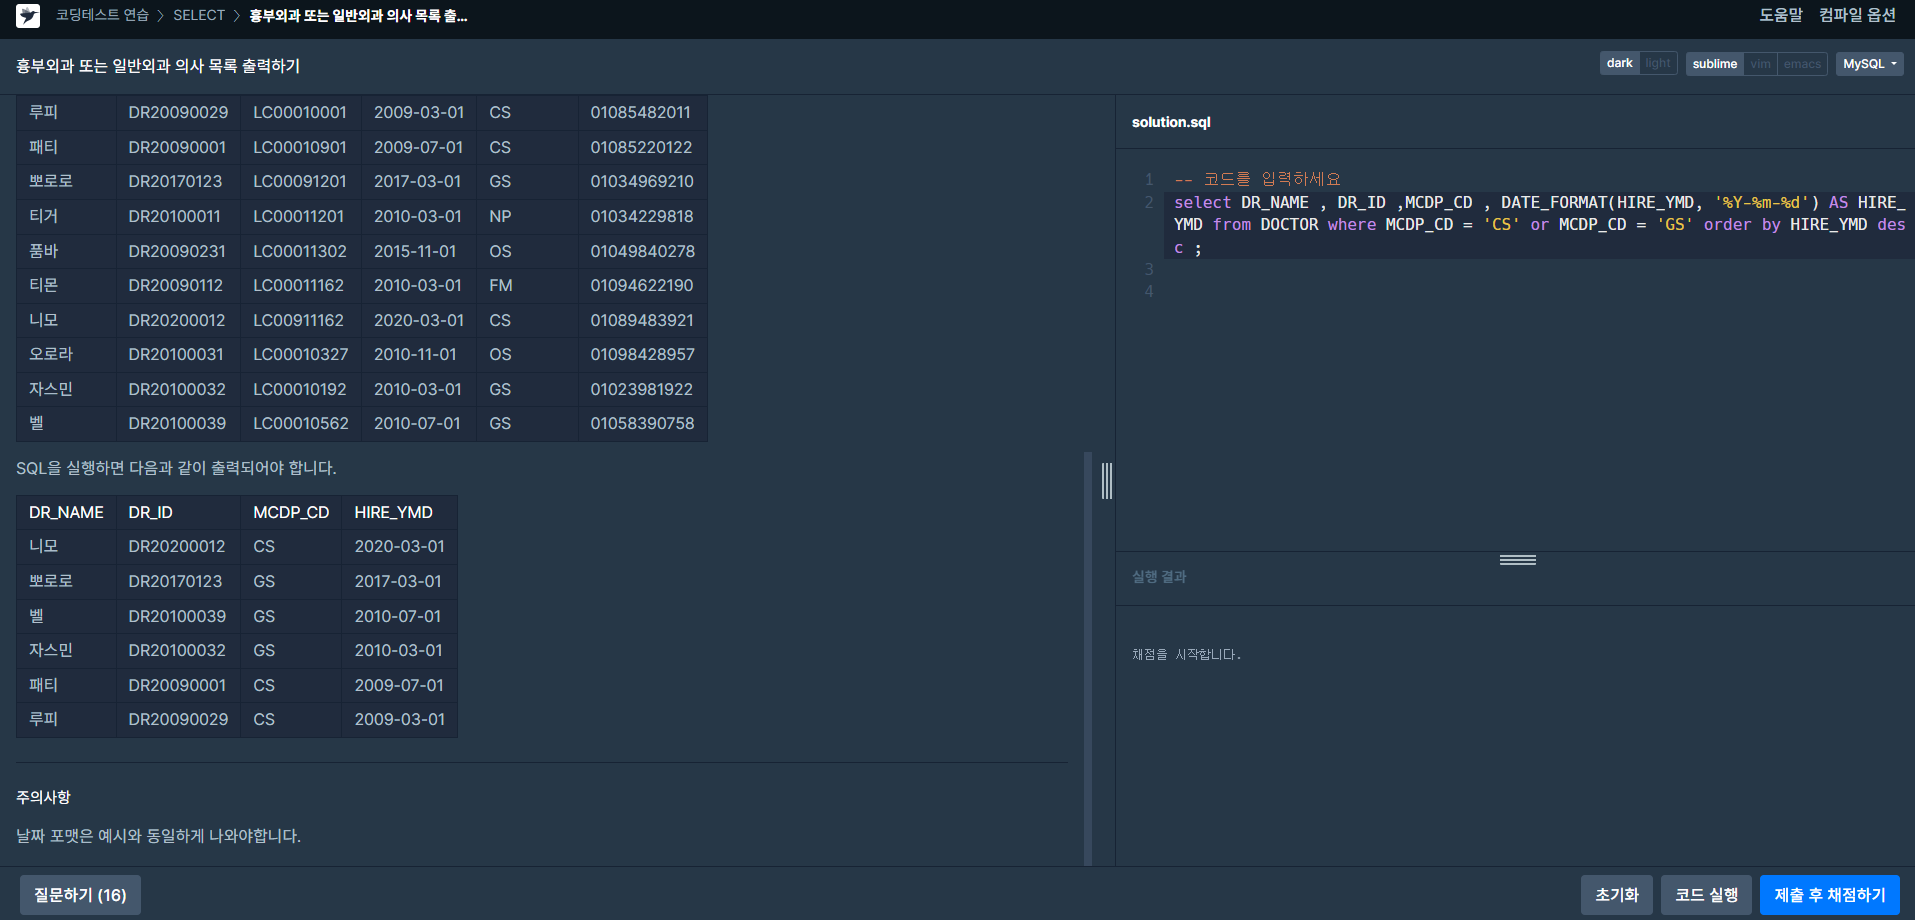 코딩테스트 연습 > SELECT > 흉부외과 또는 일반외과 의사 목록 출...
도움말 컴파일 옵션
흉부외과 또는 일반외과 의사 목록 출력하기
dark light sublime vim emacs MySQL
루피 DR20090029 LC00010001 2009-03-01 CS 01085482011
패티 DR20090001 LC00010901 2009-07-01 CS 01085220122
뽀로로 DR20170123 LC00091201 2017-03-01 GS 01034969210
티거 DR20100011 LC00011201 2010-03-01 NP 01034229818
품바 DR20090231 LC00011302 2015-11-01 OS 01049840278
티몬 DR20090112 LC00011162 2010-03-01 FM 01094622190
니모 DR20200012 LC00911162 2020-03-01 CS 01089483921
오로라 DR20100031 LC00010327 2010-11-01 OS 01098428957
자스민 DR20100032 LC00010192 2010-03-01 GS 01023981922
벨 DR20100039 LC00010562 2010-07-01 GS 01058390758
SQL을 실행하면 다음과 같이 출력되어야 합니다.
DR_NAME DR_ID MCDP_CD HIRE_YMD
니모 DR20200012 CS 2020-03-01
뽀로로 DR20170123 GS 2017-03-01
벨 DR20100039 GS 2010-07-01
자스민 DR20100032 GS 2010-03-01
패티 DR20090001 CS 2009-07-01
루피 DR20090029 CS 2009-03-01
주의사항
날짜 포맷은 예시와 동일하게 나와야합니다.
solution.sql
1 -- 코드를 입력하세요
2 select DR_NAME , DR_ID ,MCDP_CD , DATE_FORMAT(HIRE_YMD, '%Y-%m-%d') AS HIRE_
YMD from DOCTOR where MCDP_CD = 'CS' or MCDP_CD = 'GS' order by HIRE_YMD des
c ;
3
4
실행 결과
채점을 시작합니다.
질문하기 (16)
초기화 코드 실행 제출 후 채점하기